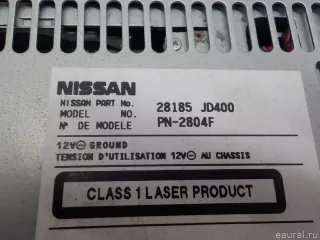 NISSAN
NISSAN PART No. 28185 JD400
MODEL NO. PN-2804F
N° DE MODELE
12V⊖ GROUND
TENSION D'UTILISATION 12V⊖ AU CHASSIS
CLASS 1 LASER PRODUCT
eaural.ru